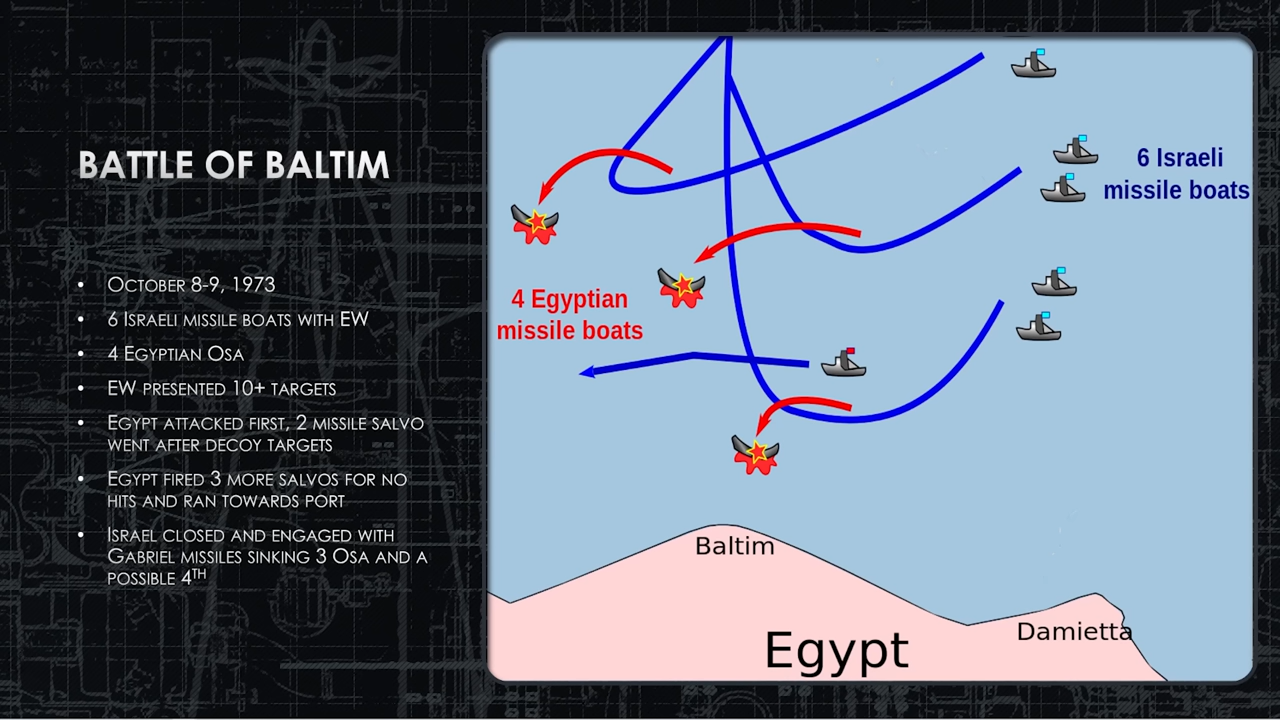 BATTLE OF BALTIM
• October 8-9, 1973
• 6 Israeli missile boats with EW
• 4 Egyptian Osa
• EW presented 10+ targets
• Egypt attacked first, 2 missile salvo
went after decoy targets
• Egypt fired 3 more salvos for no
hits and ran towards port
• Israel closed and engaged with
Gabriel missiles sinking 3 Osa and a
possible 4th
6 Israeli
missile boats
4 Egyptian
missile boats
Baltim
Damietta
Egypt